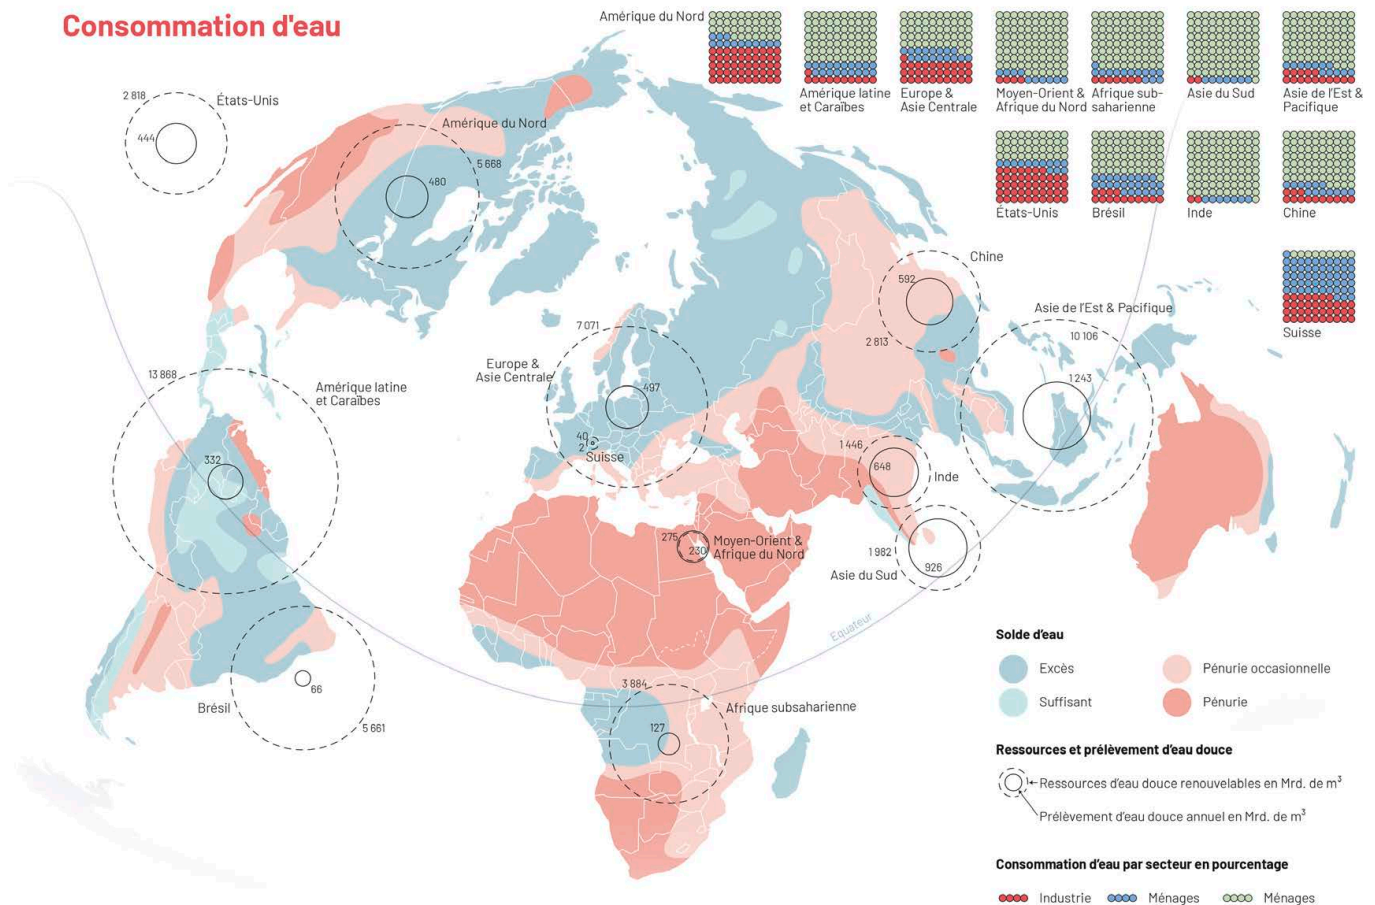 Consommation d'eau
Amérique du Nord
Amérique latine
et Caraïbes
Europe &
Asie Centrale
Moyen-Orient &
Afrique du Nord
Afrique sub-
saharienne
Asie du Sud
Asie de l'Est &
Pacifique
États-Unis
Brésil
Inde
Chine
Suisse
2 818
États-Unis
444
Amérique du Nord
5 668
480
Chine
592
2 813
Asie de l'Est & Pacifique
10 106
1 243
7 071
Europe &
Asie Centrale
497
40
2
Suisse
13 868
Amérique latine
et Caraïbes
332
1 446
648
Inde
275
230
Moyen-Orient &
Afrique du Nord
1 982
926
Asie du Sud
Equateur
3 884
Afrique subsaharienne
127
Brésil
66
5 661
Solde d'eau
Excès
Pénurie occasionnelle
Suffisant
Pénurie
Ressources et prélèvement d'eau douce
Ressources d'eau douce renouvelables en Mrd. de m³
Prélèvement d'eau douce annuel en Mrd. de m³
Consommation d'eau par secteur en pourcentage
Industrie
Ménages
Ménages